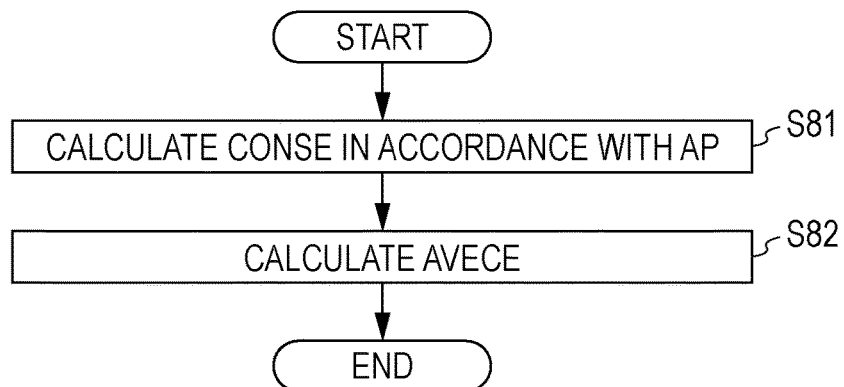 START
CALCULATE CONSE IN ACCORDANCE WITH AP
S81
CALCULATE AVECE
S82
END